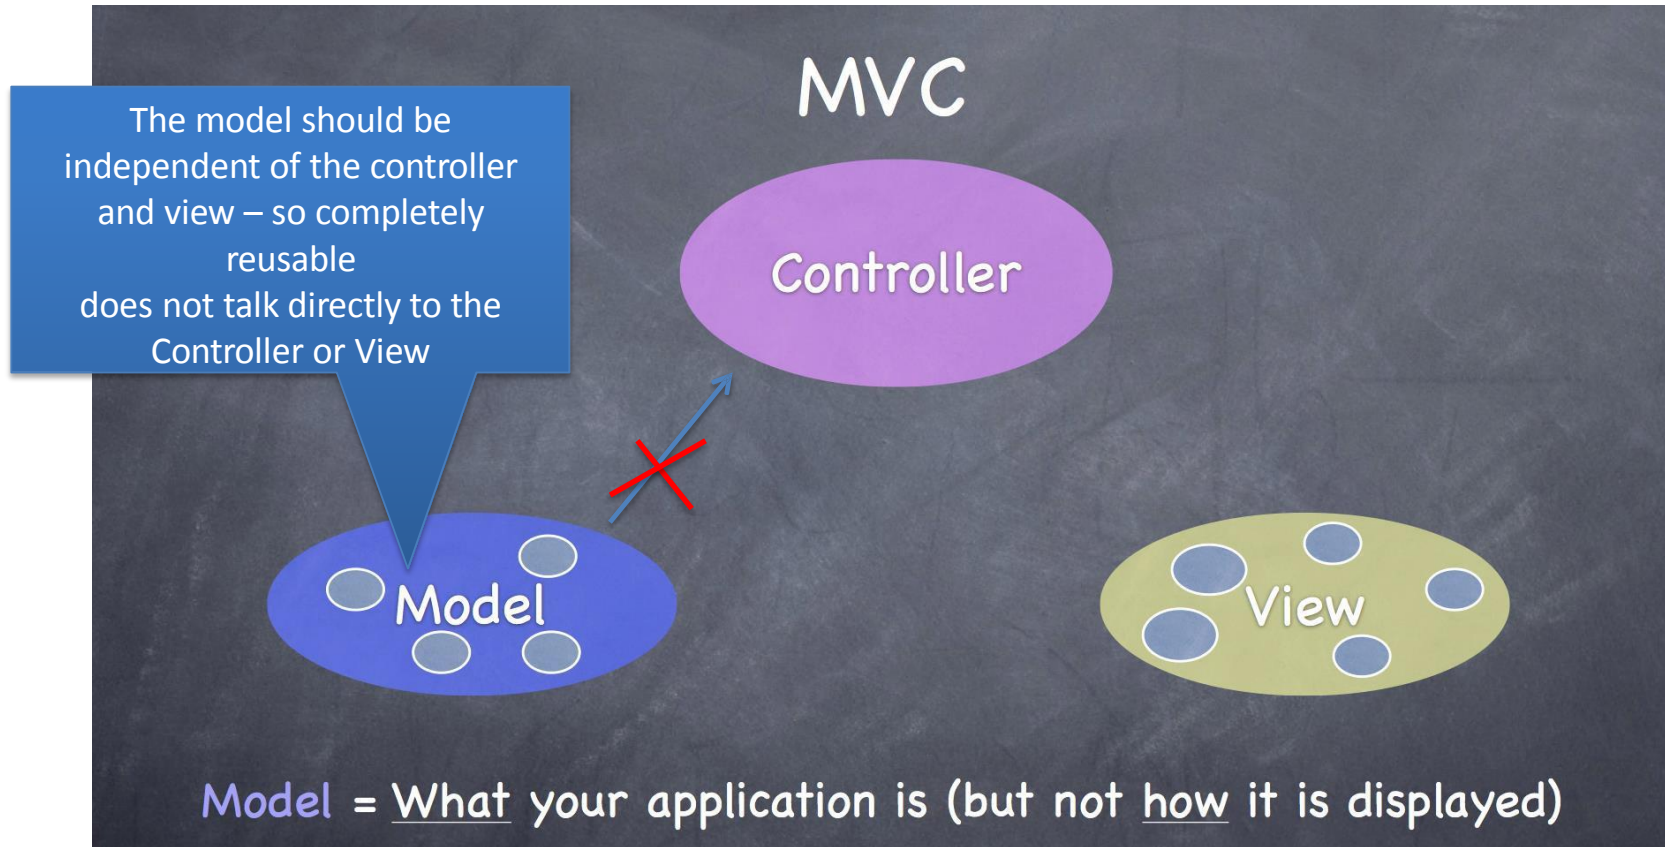 MVC
The model should be
independent of the controller
and view – so completely
reusable
does not talk directly to the
Controller or View
Controller
Model
View
Model = What your application is (but not how it is displayed)